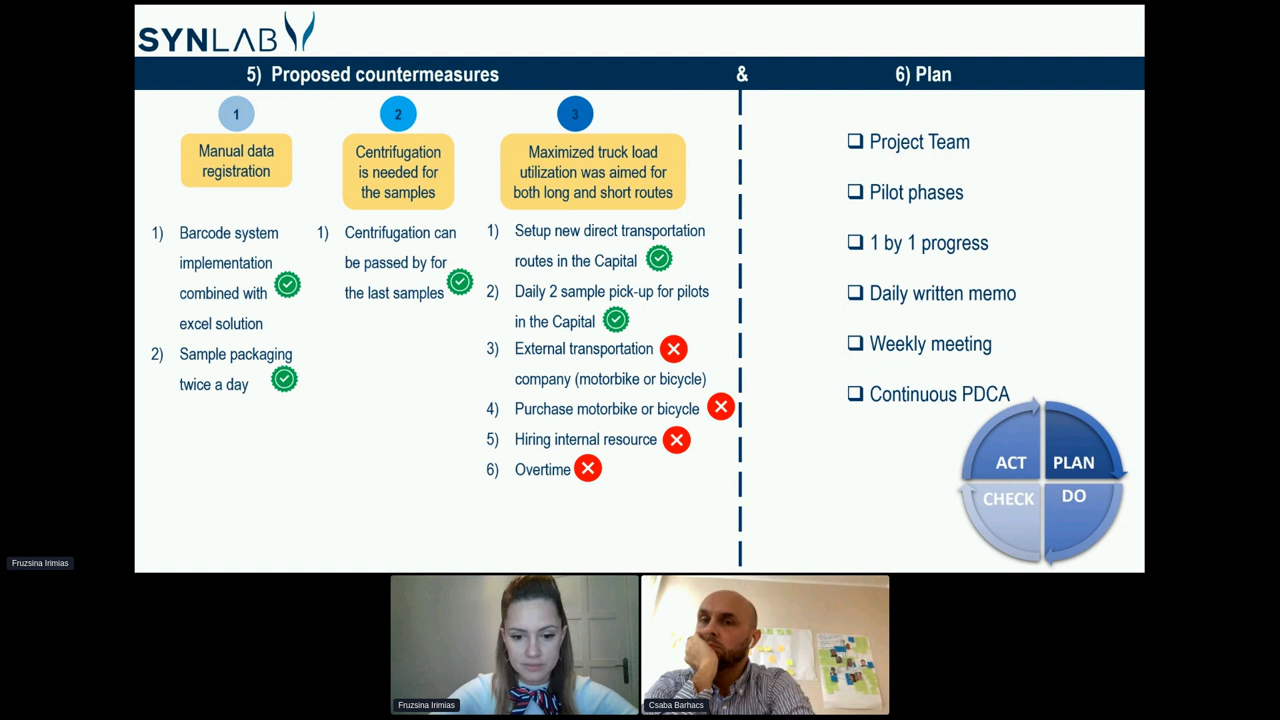 SYNLAB
5) Proposed countermeasures & 6) Plan
1
Manual data
registration
1) Barcode system
implementation
combined with
excel solution
2) Sample packaging
twice a day
2
Centrifugation
is needed for
the samples
1) Centrifugation can
be passed by for
the last samples
3
Maximized truck load
utilization was aimed for
both long and short routes
1) Setup new direct transportation
routes in the Capital
2) Daily 2 sample pick-up for pilots
in the Capital
3) External transportation
company (motorbike or bicycle)
4) Purchase motorbike or bicycle
5) Hiring internal resource
6) Overtime
Project Team
Pilot phases
1 by 1 progress
Daily written memo
Weekly meeting
Continuous PDCA
ACT PLAN
CHECK DO
Fruzsina Irimias
Fruzsina Irimias
Csaba Barhacs